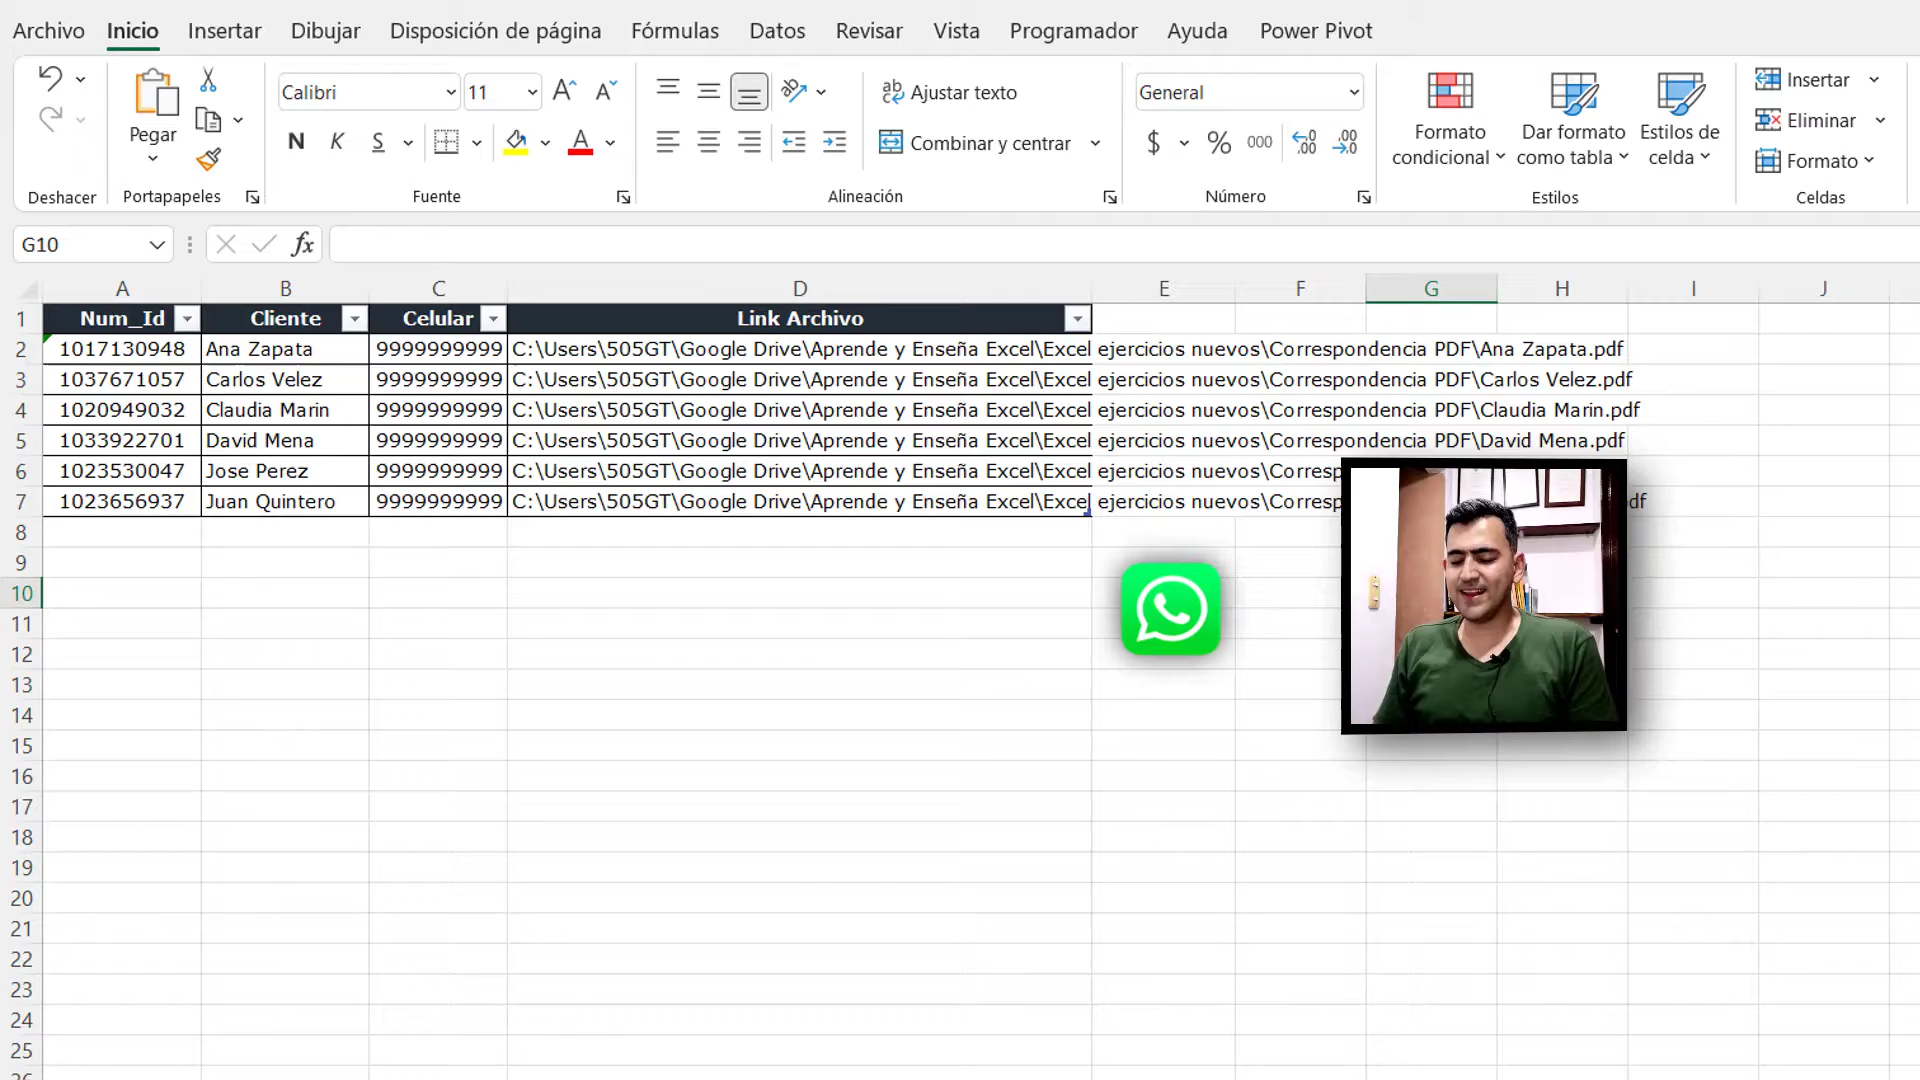 Archivo Inicio Insertar Dibujar Disposición de página Fórmulas Datos Revisar Vista Programador Ayuda Power Pivot
Calibri 11 Ajustar texto General Insertar
Pegar Formato condicional Dar formato como tabla Estilos de celda Eliminar
N K S A Combinar y centrar $ % 000 Formato
Deshacer Portapapeles Fuente Alineación Número Estilos Celdas
G10 fx
A B C D E F G H I J
1 Num_Id Cliente Celular Link Archivo
2 1017130948 Ana Zapata 9999999999 C:\Users\505GT\Google Drive\Aprende y Enseña Excel\Excel ejercicios nuevos\Correspondencia PDF\Ana Zapata.pdf
3 1037671057 Carlos Velez 9999999999 C:\Users\505GT\Google Drive\Aprende y Enseña Excel\Excel ejercicios nuevos\Correspondencia PDF\Carlos Velez.pdf
4 1020949032 Claudia Marin 9999999999 C:\Users\505GT\Google Drive\Aprende y Enseña Excel\Excel ejercicios nuevos\Correspondencia PDF\Claudia Marin.pdf
5 1033922701 David Mena 9999999999 C:\Users\505GT\Google Drive\Aprende y Enseña Excel\Excel ejercicios nuevos\Correspondencia PDF\David Mena.pdf
6 1023530047 Jose Perez 9999999999 C:\Users\505GT\Google Drive\Aprende y Enseña Excel\Excel ejercicios nuevos\Corresp
7 1023656937 Juan Quintero 9999999999 C:\Users\505GT\Google Drive\Aprende y Enseña Excel\Excel ejercicios nuevos\Corresp df
8
9
10
11
12
13
14
15
16
17
18
19
20
21
22
23
24
25